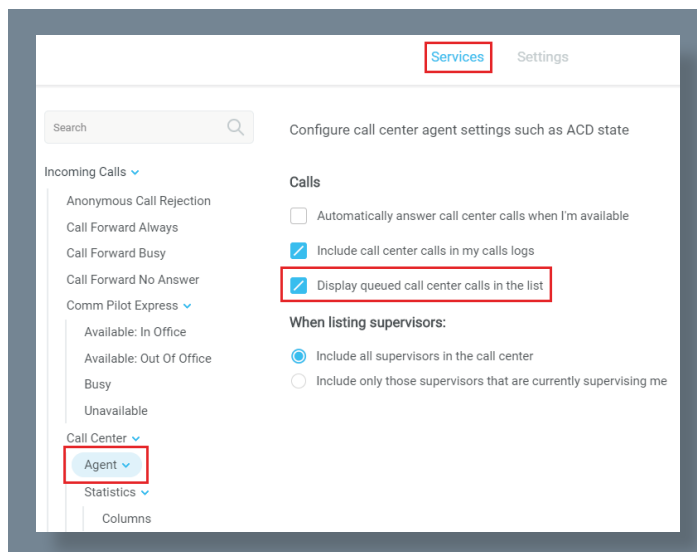 Services
Settings
Search
Incoming Calls
Anonymous Call Rejection
Call Forward Always
Call Forward Busy
Call Forward No Answer
Comm Pilot Express
Available: In Office
Available: Out Of Office
Busy
Unavailable
Call Center
Agent
Statistics
Columns
Configure call center agent settings such as ACD state
Calls
Automatically answer call center calls when I'm available
Include call center calls in my calls logs
Display queued call center calls in the list
When listing supervisors:
Include all supervisors in the call center
Include only those supervisors that are currently supervising me